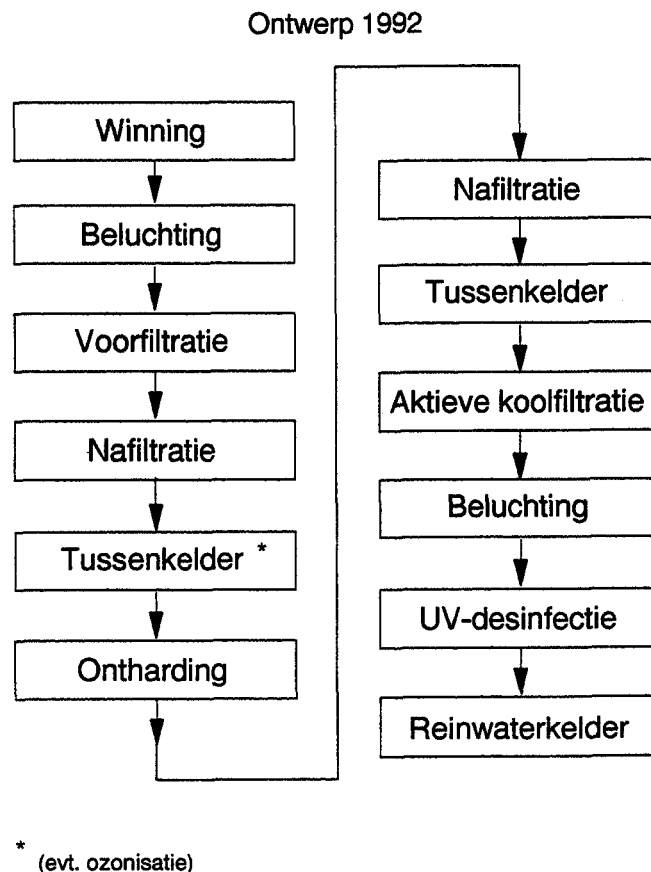 Ontwerp 1992
Winning
Beluchting
Voorfiltratie
Nafiltratie
Tussenkelder *
Ontharding
Nafiltratie
Tussenkelder
Aktieve koolfiltratie
Beluchting
UV-desinfectie
Reinwaterkelder
* (evt. ozonisatie)